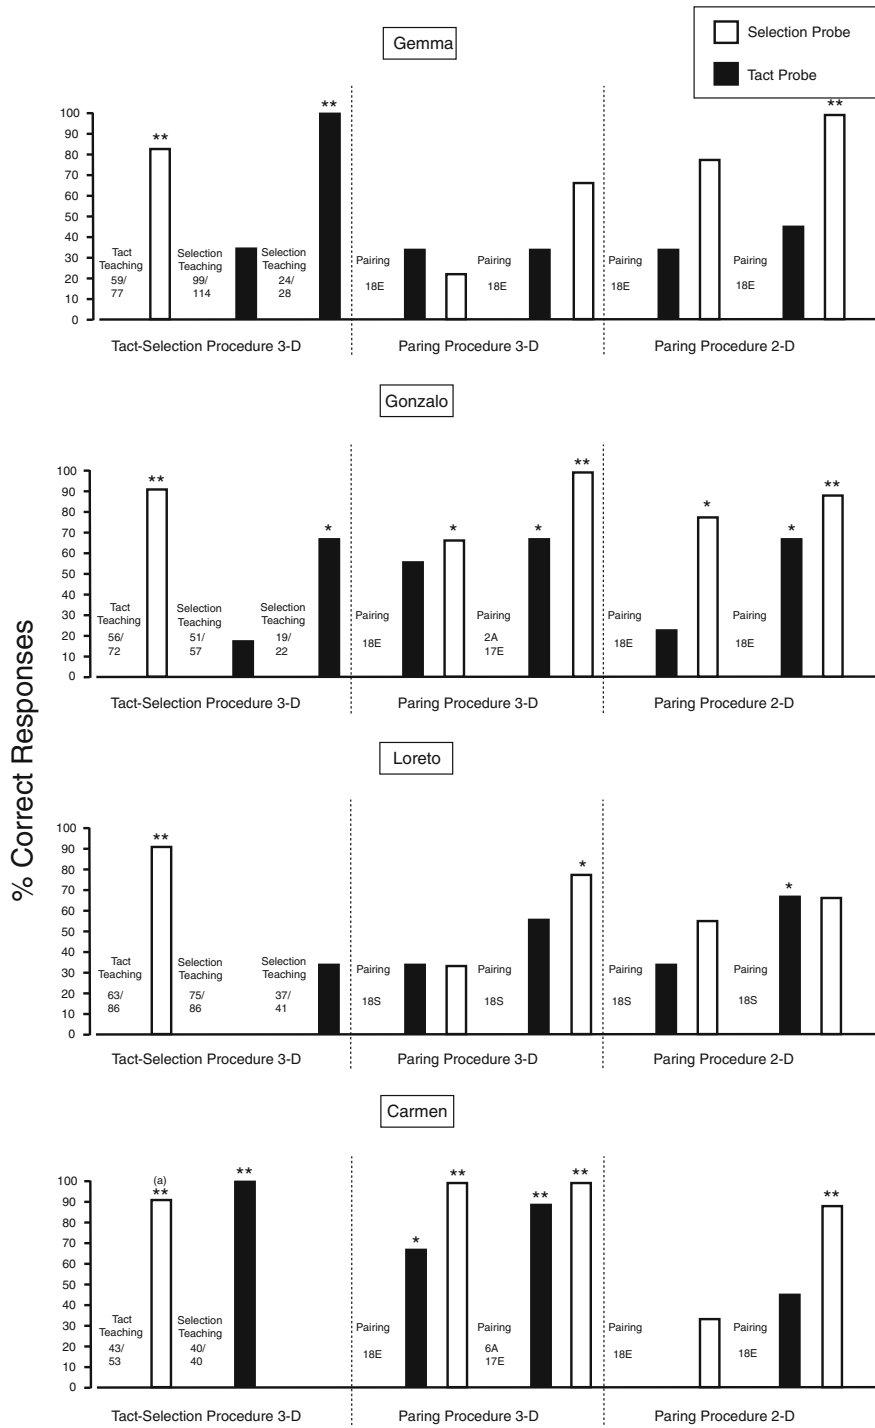 Gemma
Selection Probe
Tact Probe
100
90
80
70
60
50
40
30
20
10
0
**
**
**
Tact
Teaching
59/
77
Selection
Teaching
99/
114
Selection
Teaching
24/
28
Pairing
18E
Pairing
18E
Pairing
18E
Pairing
18E
Tact-Selection Procedure 3-D
Paring Procedure 3-D
Paring Procedure 2-D
Gonzalo
100
90
80
70
60
50
40
30
20
10
0
**
*
*
*
**
*
*
**
Tact
Teaching
56/
72
Selection
Teaching
51/
57
Selection
Teaching
19/
22
Pairing
18E
Pairing
2A
17E
Pairing
18E
Pairing
18E
Tact-Selection Procedure 3-D
Paring Procedure 3-D
Paring Procedure 2-D
% Correct Responses
Loreto
100
90
80
70
60
50
40
30
20
10
0
**
*
*
Tact
Teaching
63/
86
Selection
Teaching
75/
86
Selection
Teaching
37/
41
Pairing
18S
Pairing
18S
Pairing
18S
Pairing
18S
Tact-Selection Procedure 3-D
Paring Procedure 3-D
Paring Procedure 2-D
Carmen
100
90
80
70
60
50
40
30
20
10
0
(a)
**
**
*
**
**
**
**
Tact
Teaching
43/
53
Selection
Teaching
40/
40
Pairing
18E
Pairing
6A
17E
Pairing
18E
Pairing
18E
Tact-Selection Procedure 3-D
Paring Procedure 3-D
Paring Procedure 2-D